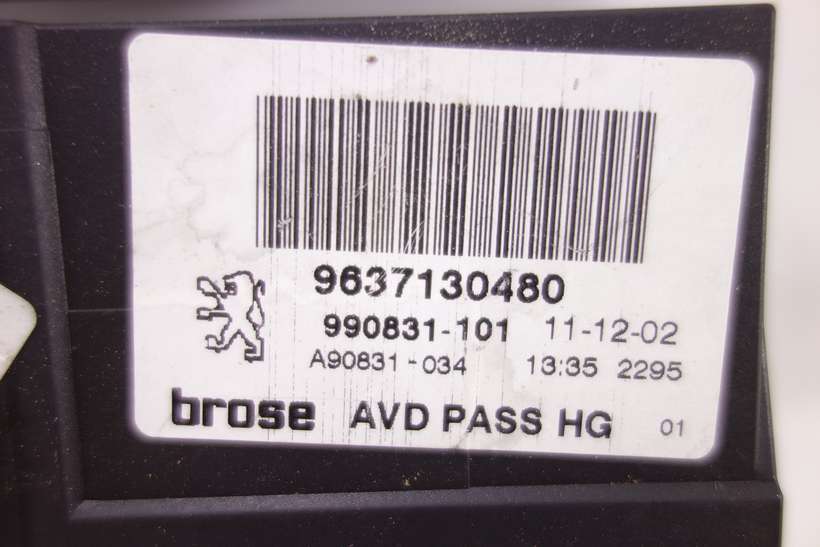 9637130480
990831-101 11-12-02
A90831-034 13:35 2295
brose AVD PASS HG 01